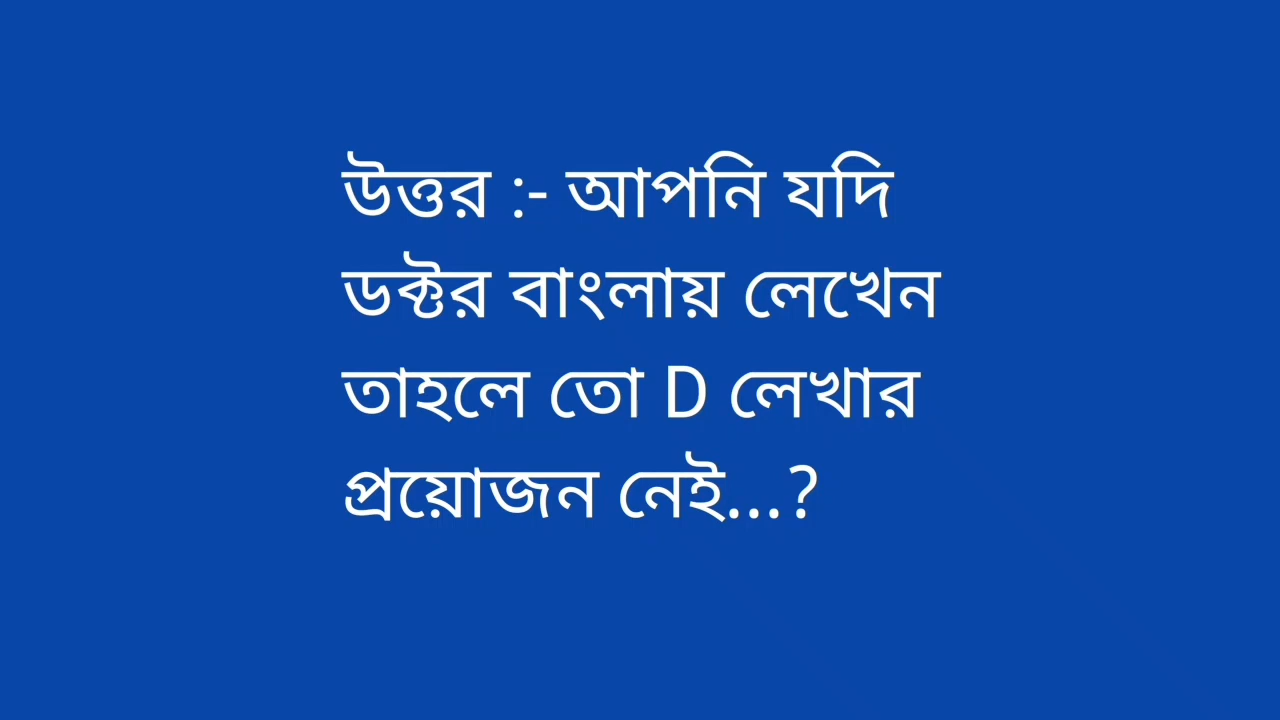 উত্তর :- আপনি যদি
ডক্টর বাংলায় লেখেন
তাহলে তো D লেখার
প্রয়োজন নেই...?